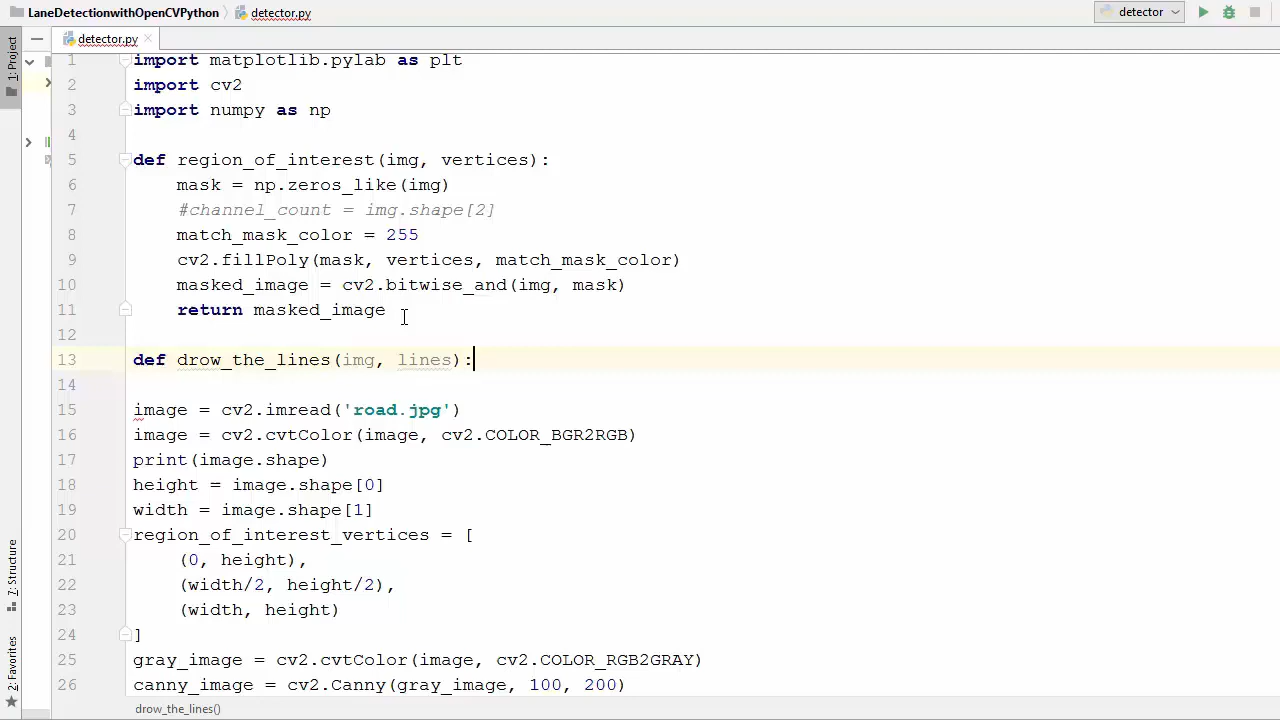 LaneDetectionwithOpenCVPython detector.py detector
detector.py
1: Project
7: Structure
2: Favorites
1 import matplotlib.pylab as plt
2 import cv2
3 import numpy as np
4
5 def region_of_interest(img, vertices):
6 mask = np.zeros_like(img)
7 #channel_count = img.shape[2]
8 match_mask_color = 255
9 cv2.fillPoly(mask, vertices, match_mask_color)
10 masked_image = cv2.bitwise_and(img, mask)
11 return masked_image
12
13 def drow_the_lines(img, lines):
14
15 image = cv2.imread('road.jpg')
16 image = cv2.cvtColor(image, cv2.COLOR_BGR2RGB)
17 print(image.shape)
18 height = image.shape[0]
19 width = image.shape[1]
20 region_of_interest_vertices = [
21 (0, height),
22 (width/2, height/2),
23 (width, height)
24 ]
25 gray_image = cv2.cvtColor(image, cv2.COLOR_RGB2GRAY)
26 canny_image = cv2.Canny(gray_image, 100, 200)
drow_the_lines()